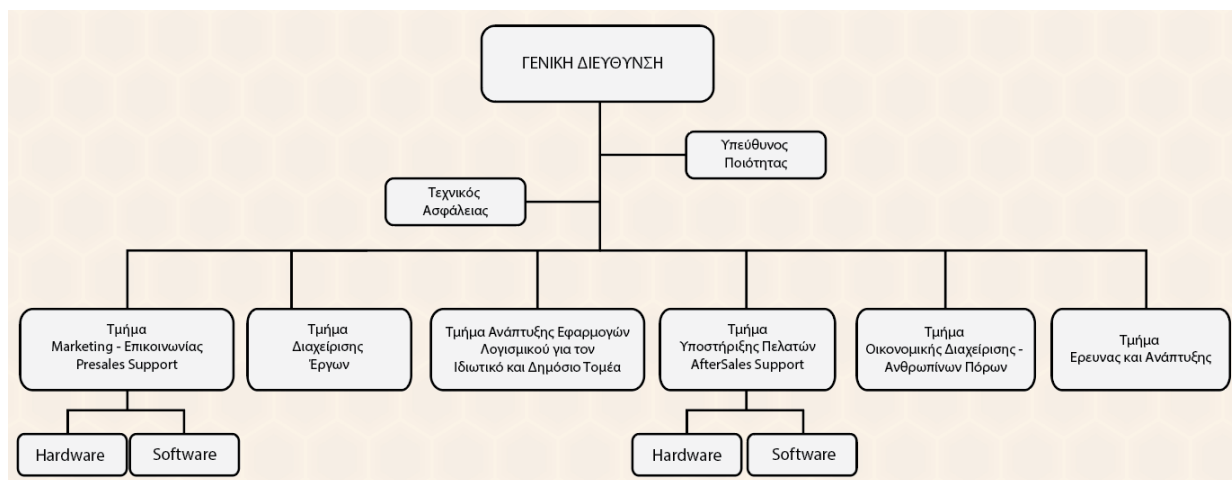 ΓΕΝΙΚΗ ΔΙΕΥΘΥΝΣΗ
Υπεύθυνος
Ποιότητας
Τεχνικός
Ασφάλειας
Τμήμα
Marketing - Επικοινωνίας
Presales Support
Τμήμα
Διαχείρισης
Έργων
Τμήμα Ανάπτυξης Εφαρμογών
Λογισμικού για τον
Ιδιωτικό και Δημόσιο Τομέα
Τμήμα
Υποστήριξης Πελατών
AfterSales Support
Τμήμα
Οικονομικής Διαχείρισης -
Ανθρωπίνων Πόρων
Τμήμα
Ερευνας και Ανάπτυξης
Hardware
Software
Hardware
Software